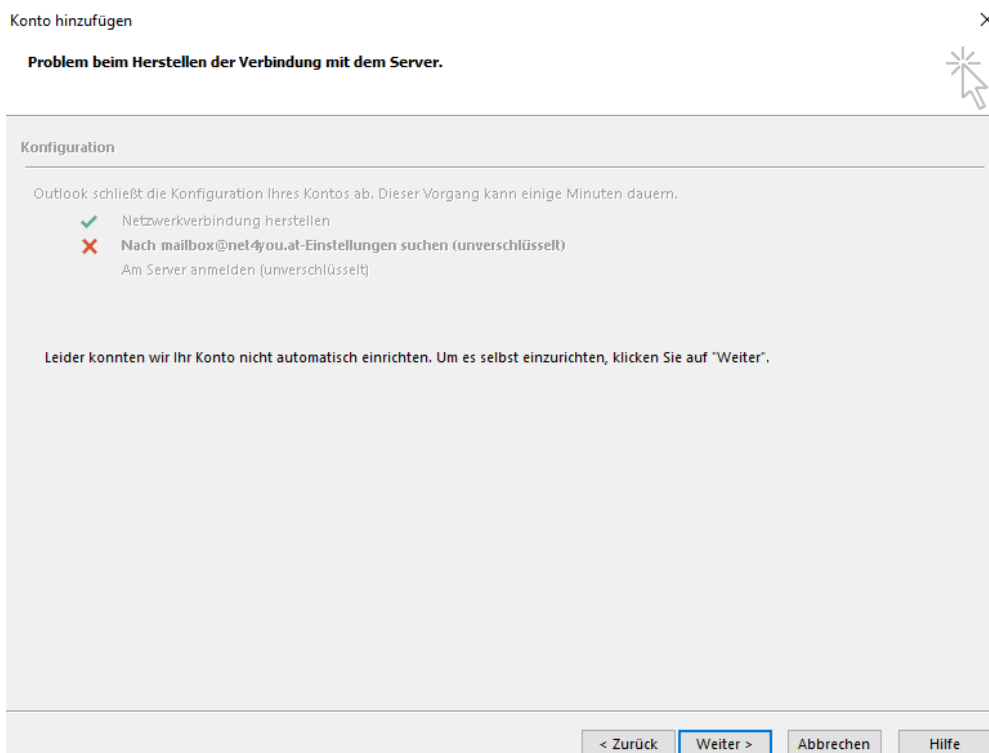 Konto hinzufügen
Problem beim Herstellen der Verbindung mit dem Server.
Konfiguration
Outlook schließt die Konfiguration Ihres Kontos ab. Dieser Vorgang kann einige Minuten dauern.
Netzwerkverbindung herstellen
Nach mailbox@net4you.at-Einstellungen suchen (unverschlüsselt)
Am Server anmelden (unverschlüsselt)
Leider konnten wir Ihr Konto nicht automatisch einrichten. Um es selbst einzurichten, klicken Sie auf "Weiter".
< Zurück Weiter > Abbrechen Hilfe